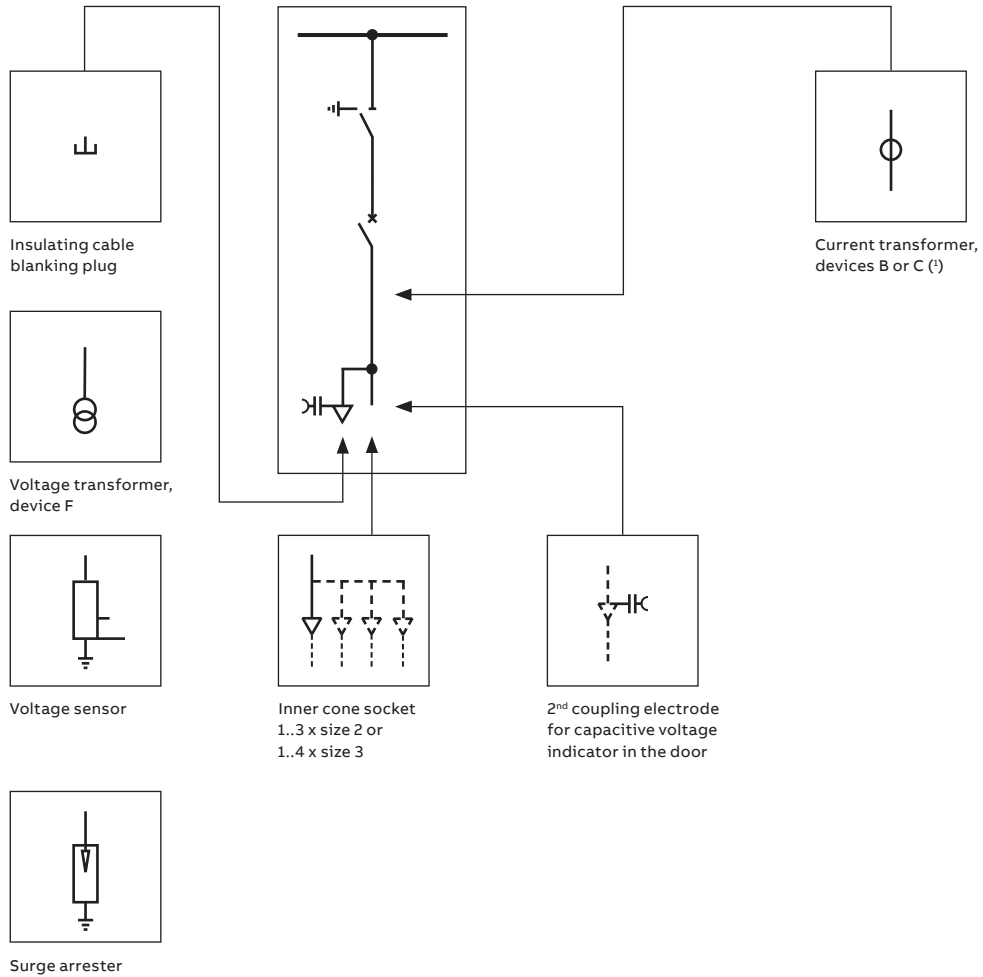 Insulating cable
blanking plug
Current transformer,
devices B or C (¹)
Voltage transformer,
device F
Voltage sensor
Inner cone socket
1..3 x size 2 or
1..4 x size 3
2ⁿᵈ coupling electrode
for capacitive voltage
indicator in the door
Surge arrester